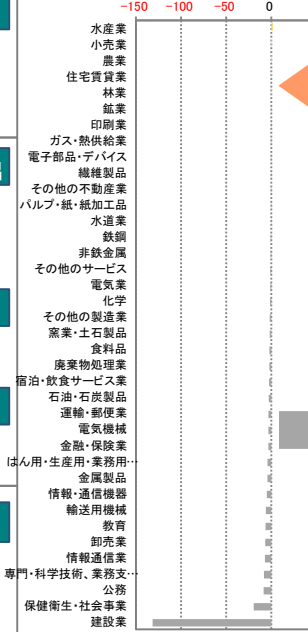 -150 -100 -50 0
水産業
小売業
農業
住宅賃貸業
林業
鉱業
印刷業
ガス・熱供給業
電子部品・デバイス
繊維製品
その他の不動産業
パルプ・紙・紙加工品
水道業
鉄鋼
非鉄金属
その他のサービス
電気業
化学
その他の製造業
窯業・土石製品
食料品
廃棄物処理業
宿泊・飲食サービス業
石油・石炭製品
運輸・郵便業
電気機械
金融・保険業
はん用・生産用・業務用…
金属製品
情報・通信機器
輸送用機械
教育
卸売業
情報通信業
専門・科学技術、業務支…
公務
保健衛生・社会事業
建設業